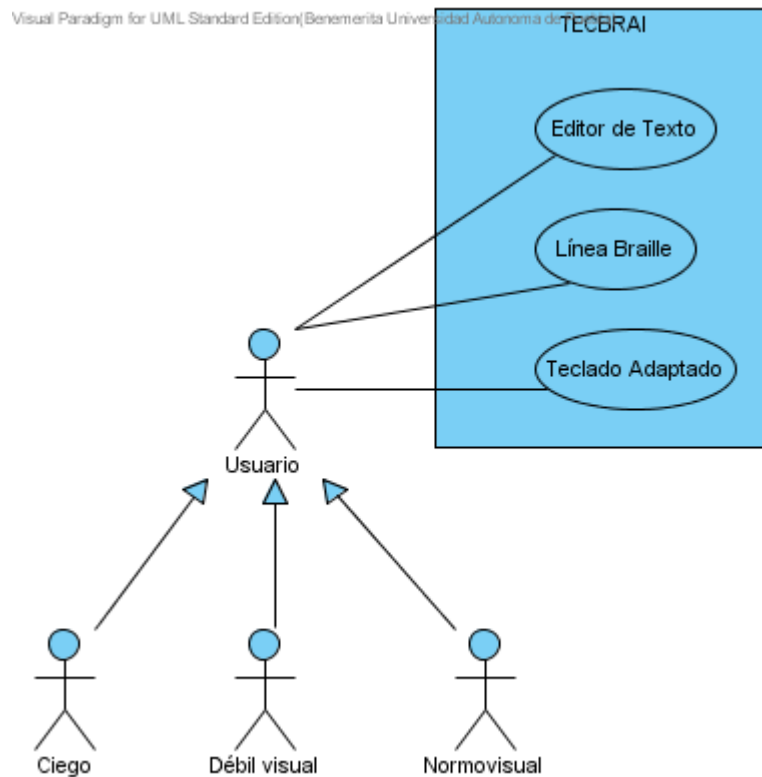 Visual Paradigm for UML Standard Edition(Benemerita Universidad Autonoma de Puebla)
TECBRAI
Editor de Texto
Línea Braille
Teclado Adaptado
Usuario
Ciego
Débil visual
Normovisual